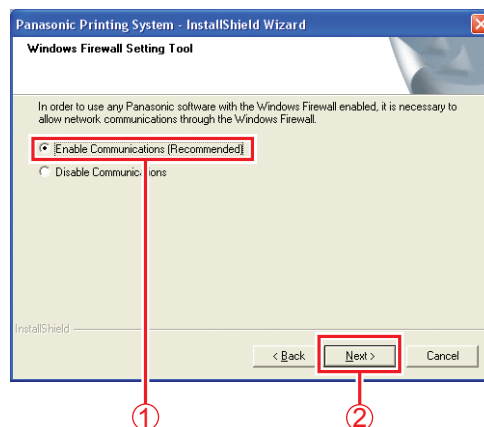 Panasonic Printing System - InstallShield Wizard
Windows Firewall Setting Tool
In order to use any Panasonic software with the Windows Firewall enabled, it is necessary to
allow network communications through the Windows Firewall.
Enable Communications (Recommended)
Disable Communications
InstallShield
< Back Next > Cancel
① ②